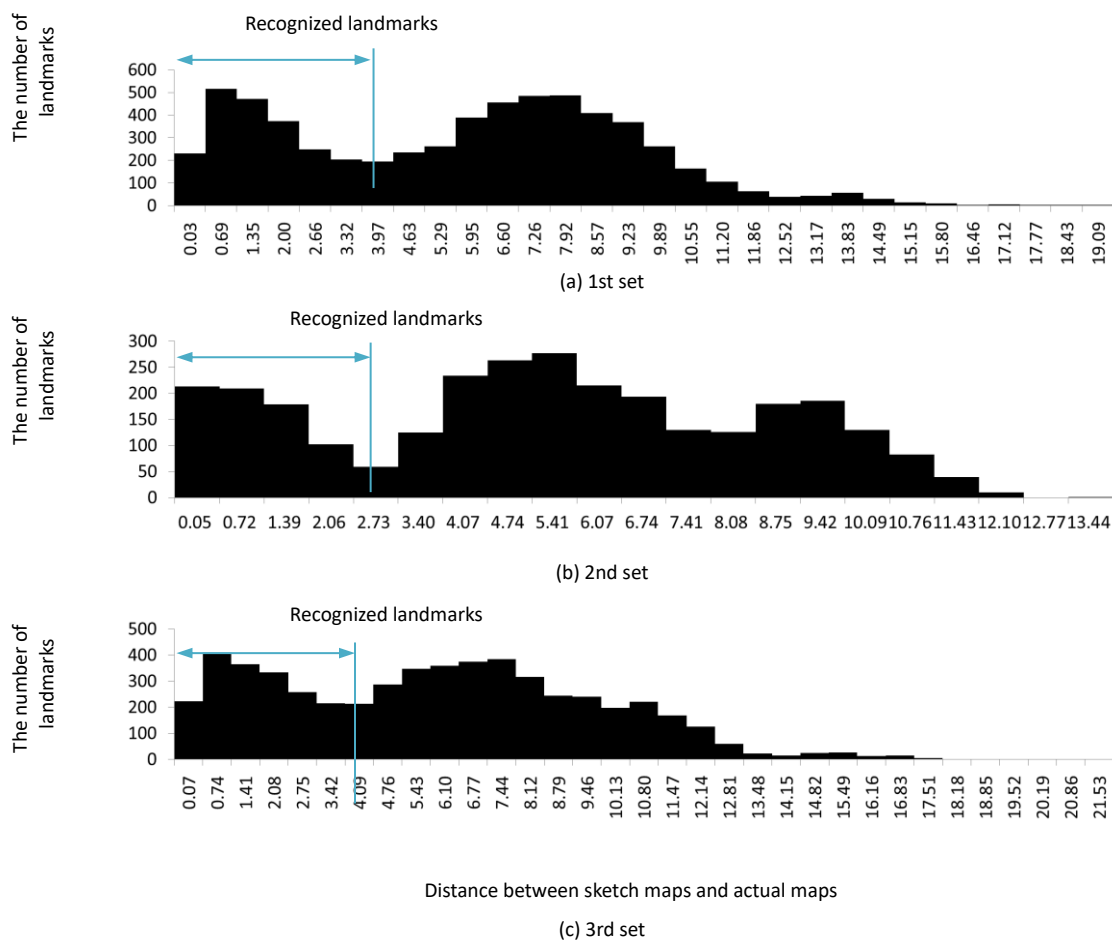 Recognized landmarks
The number of
landmarks
600
500
400
300
200
100
0
0.03 0.69 1.35 2.00 2.66 3.32 3.97 4.63 5.29 5.95 6.60 7.26 7.92 8.57 9.23 9.89 10.55 11.20 11.86 12.52 13.17 13.83 14.49 15.15 15.80 16.46 17.12 17.77 18.43 19.09
(a) 1st set
Recognized landmarks
The number of
landmarks
300
250
200
150
100
50
0
0.05 0.72 1.39 2.06 2.73 3.40 4.07 4.74 5.41 6.07 6.74 7.41 8.08 8.75 9.42 10.09 10.76 11.43 12.10 12.77 13.44
(b) 2nd set
Recognized landmarks
The number of
landmarks
500
400
300
200
100
0
0.07 0.74 1.41 2.08 2.75 3.42 4.09 4.76 5.43 6.10 6.77 7.44 8.12 8.79 9.46 10.13 10.80 11.47 12.14 12.81 13.48 14.15 14.82 15.49 16.16 16.83 17.51 18.18 18.85 19.52 20.19 20.86 21.53
Distance between sketch maps and actual maps
(c) 3rd set